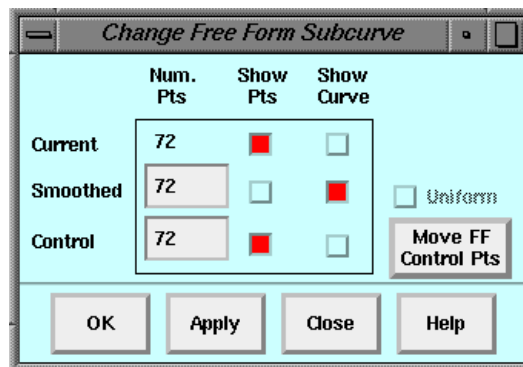 Change Free Form Subcurve
Num. Pts Show Pts Show Curve
Current 72
Smoothed 72
Uniform
Control 72
Move FF Control Pts
OK Apply Close Help